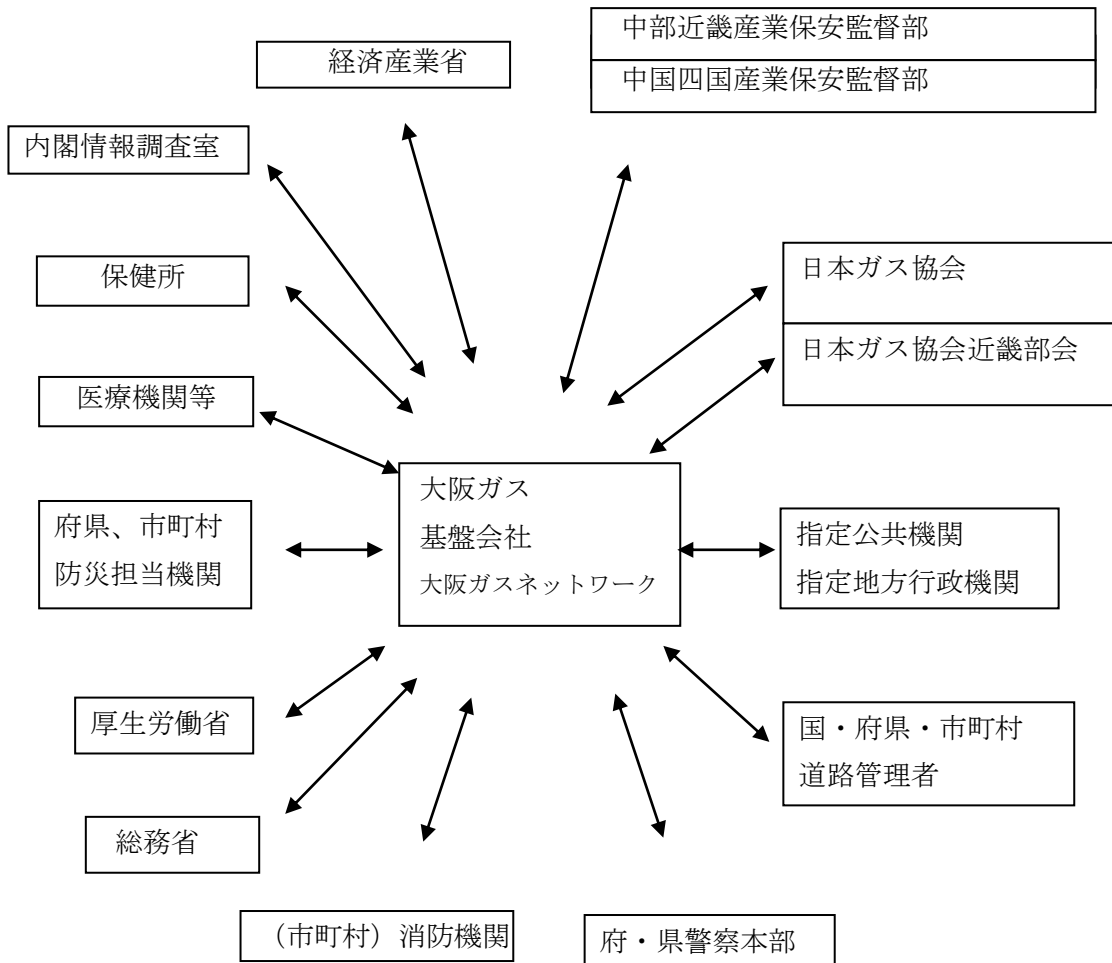 中部近畿産業保安監督部
経済産業省
中国四国産業保安監督部
内閣情報調査室
保健所
日本ガス協会
日本ガス協会近畿部会
医療機関等
大阪ガス
基盤会社
大阪ガスネットワーク
府県、市町村
防災担当機関
指定公共機関
指定地方行政機関
厚生労働省
国・府県・市町村
道路管理者
総務省
（市町村）消防機関
府・県警察本部